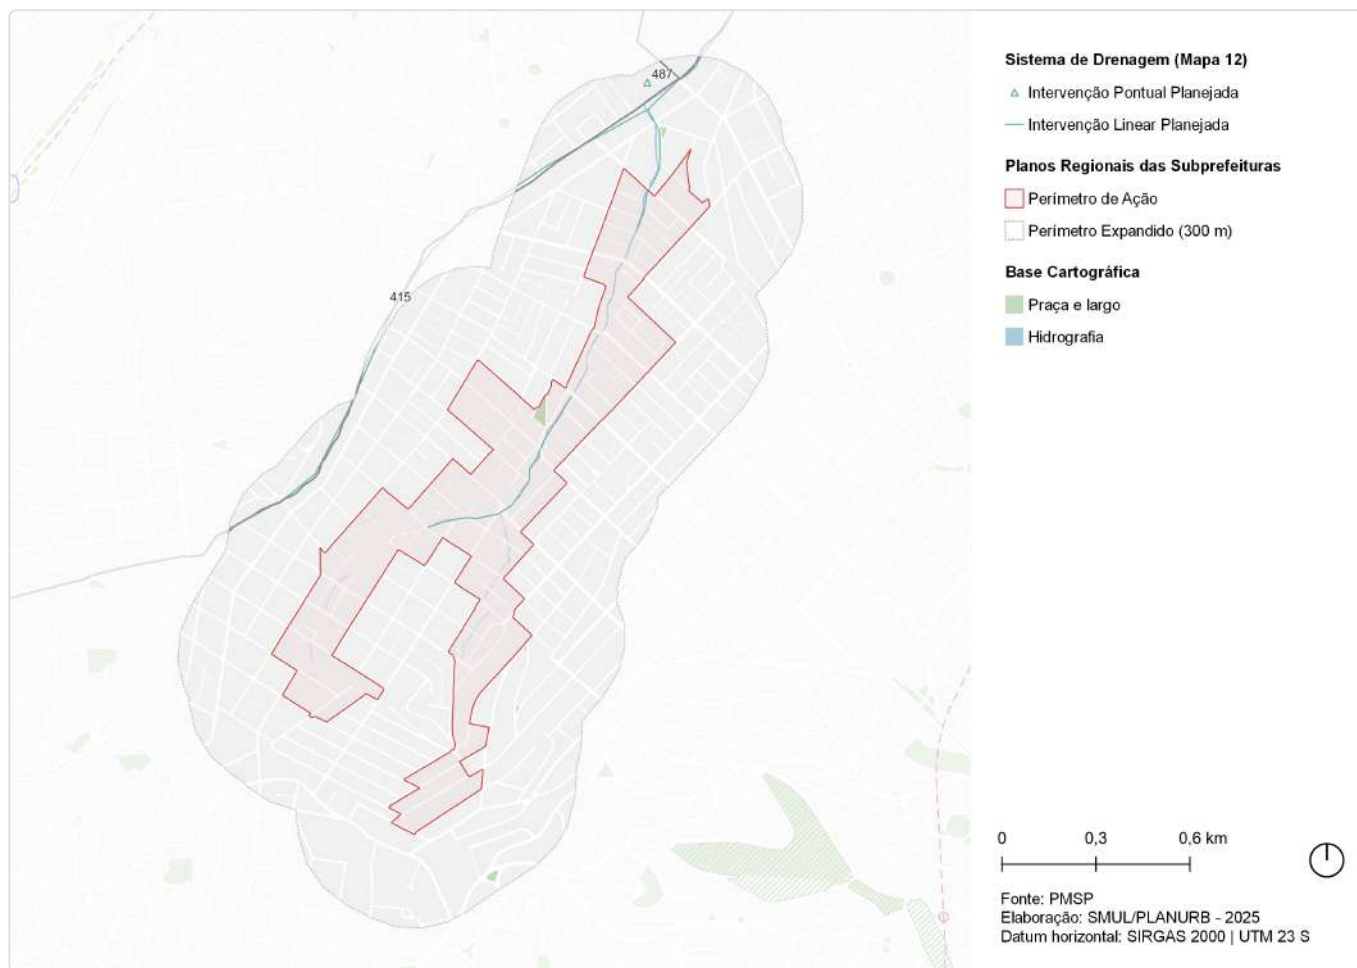 487
415
Sistema de Drenagem (Mapa 12)
Intervenção Pontual Planejada
Intervenção Linear Planejada
Planos Regionais das Subprefeituras
Perímetro de Ação
Perímetro Expandido (300 m)
Base Cartográfica
Praça e largo
Hidrografia
0 0,3 0,6 km
Fonte: PMSP
Elaboração: SMUL/PLANURB - 2025
Datum horizontal: SIRGAS 2000 | UTM 23 S